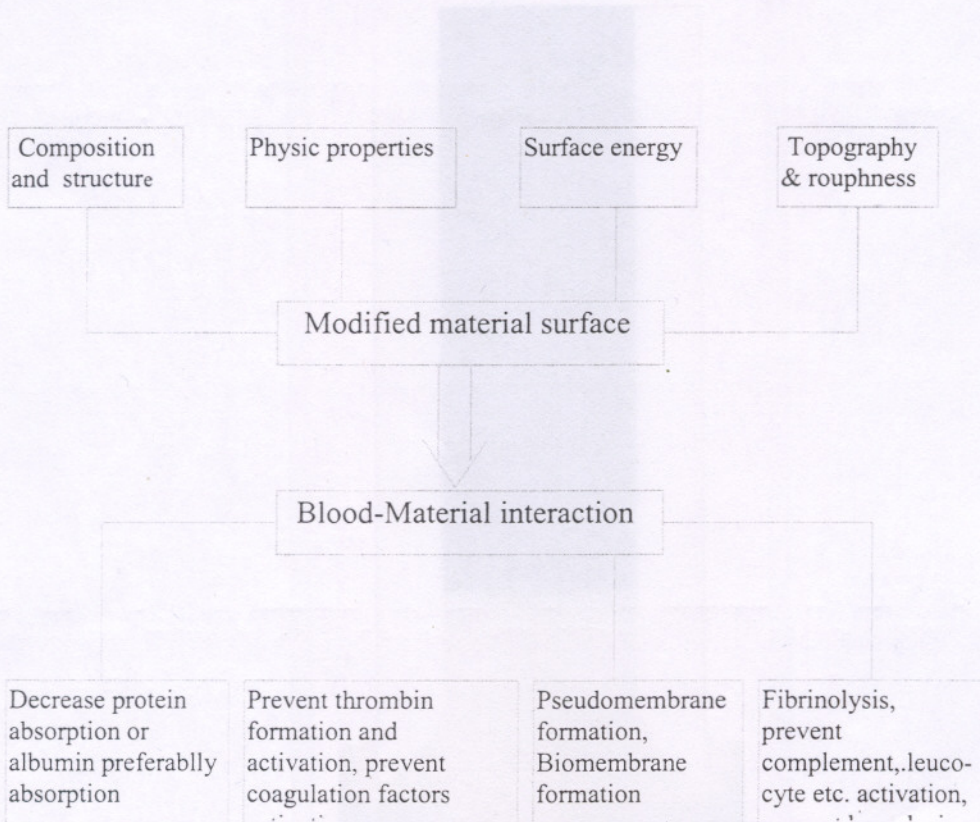 Composition
and structure
Physic properties
Surface energy
Topography
& rouphness
Modified material surface
Blood-Material interaction
Decrease protein
absorption or
albumin preferablly
absorption
Prevent thrombin
formation and
activation, prevent
coagulation factors
Pseudomembrane
formation,
Biomembrane
formation
Fibrinolysis,
prevent
complement,.leuco-
cyte etc. activation,